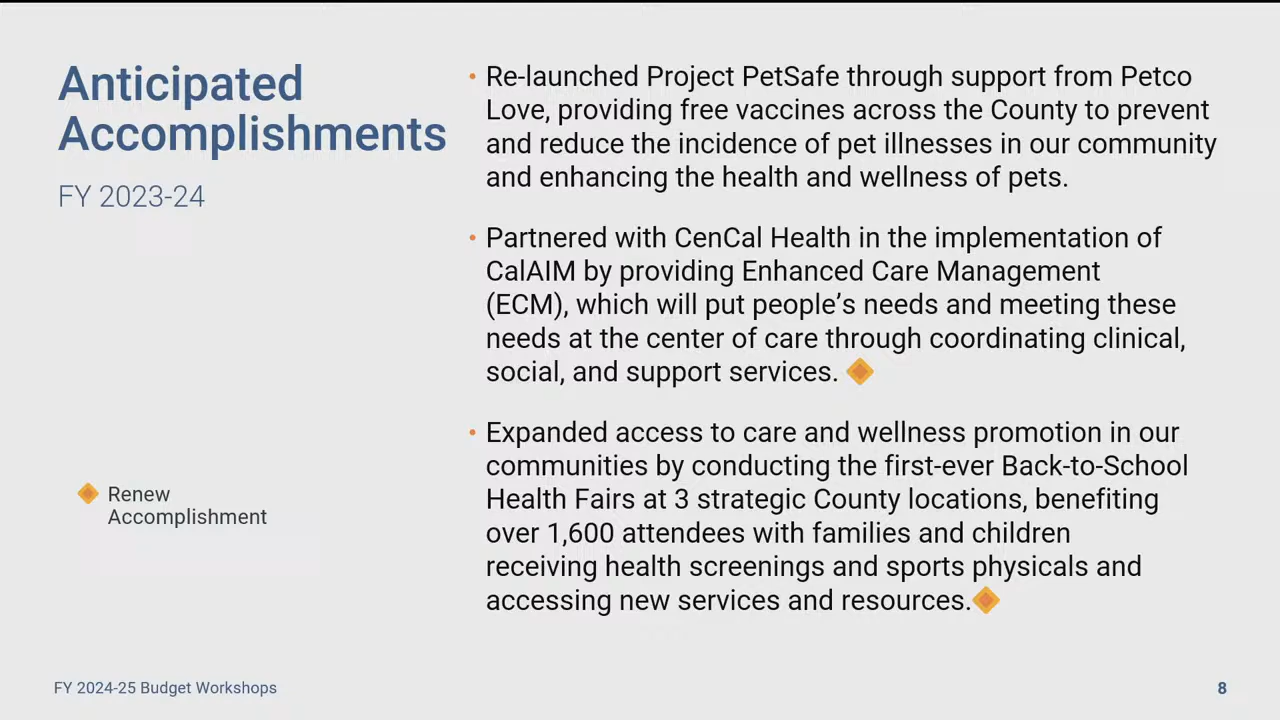 Anticipated
Accomplishments
FY 2023-24
• Re-launched Project PetSafe through support from Petco
Love, providing free vaccines across the County to prevent
and reduce the incidence of pet illnesses in our community
and enhancing the health and wellness of pets.
• Partnered with CenCal Health in the implementation of
CalAIM by providing Enhanced Care Management
(ECM), which will put people’s needs and meeting these
needs at the center of care through coordinating clinical,
social, and support services.
• Expanded access to care and wellness promotion in our
communities by conducting the first-ever Back-to-School
Health Fairs at 3 strategic County locations, benefiting
over 1,600 attendees with families and children
receiving health screenings and sports physicals and
accessing new services and resources.
Renew
Accomplishment
FY 2024-25 Budget Workshops
8